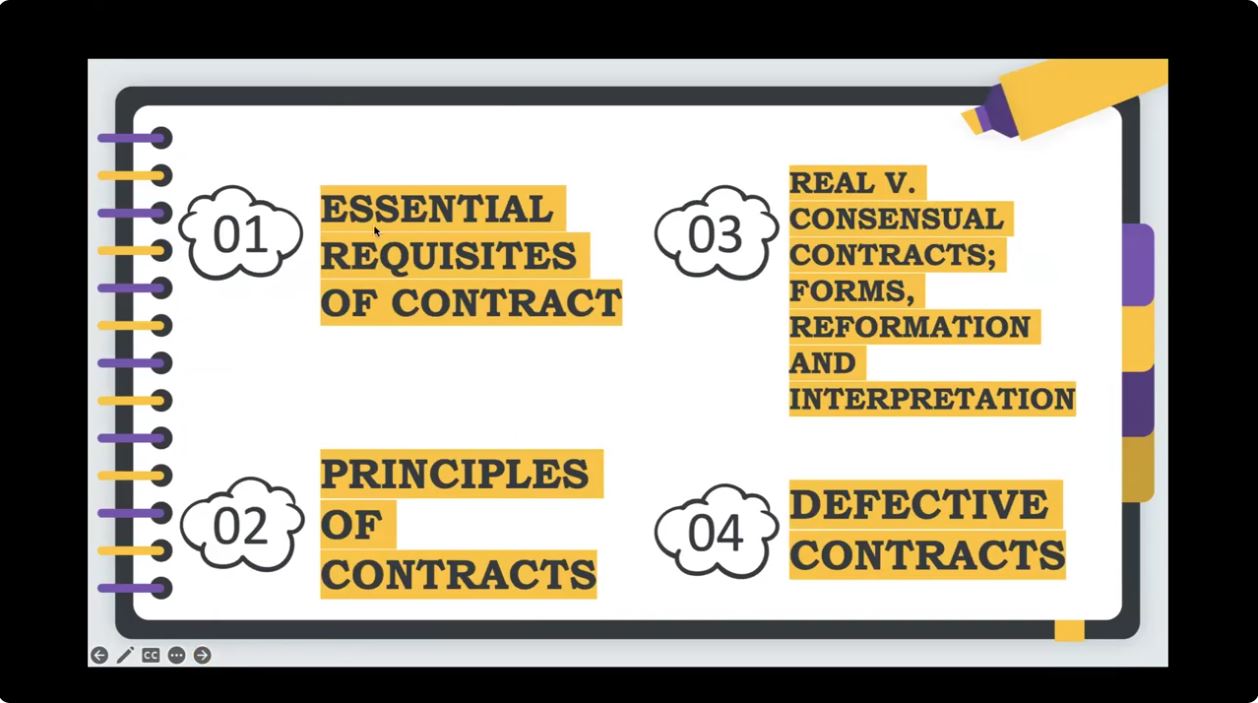 01
ESSENTIAL
REQUISITES
OF CONTRACT
02
PRINCIPLES
OF
CONTRACTS
03
REAL V.
CONSENSUAL
CONTRACTS;
FORMS,
REFORMATION
AND
INTERPRETATION
04
DEFECTIVE
CONTRACTS
CC